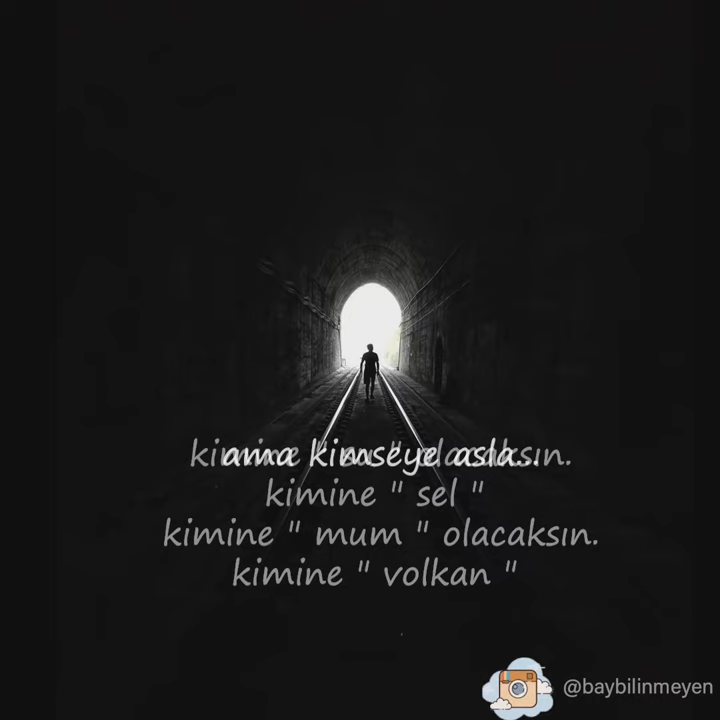 kimine " su " olacaksın.
ama kimseye asla...
kimine " sel "
kimine " mum " olacaksın.
kimine " volkan "
@baybilinmeyen